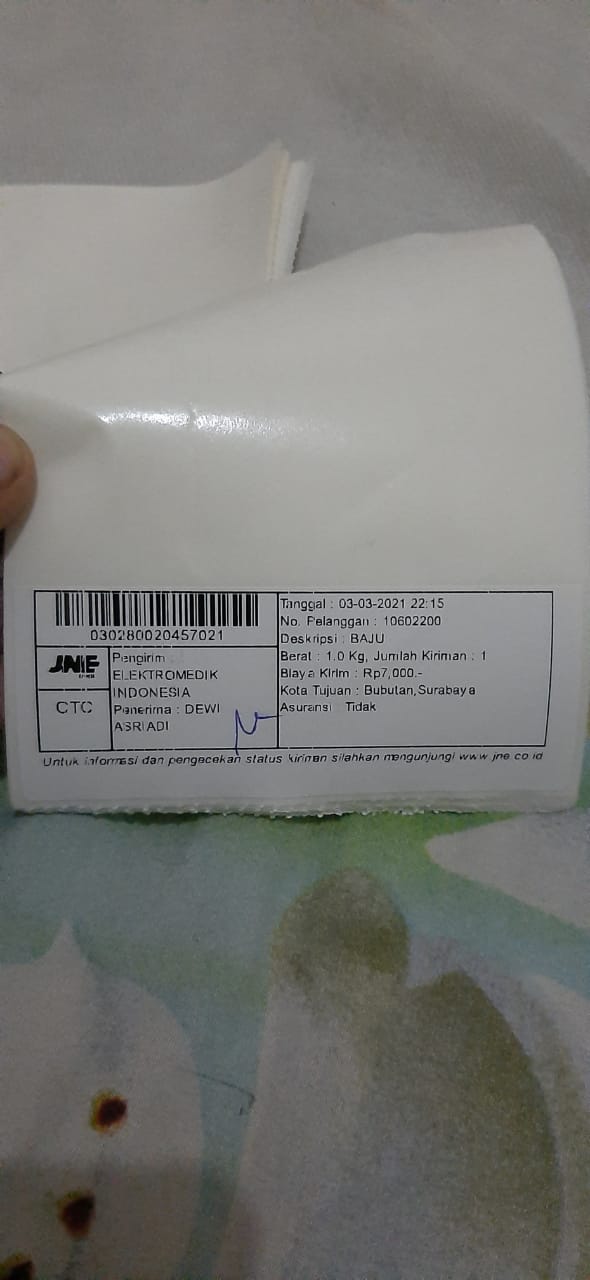 030280020457021
JNE
CTC
Pengirim :
ELEKTROMEDIK
INDONESIA
Penerima : DEWI
ASRIADI
Tanggal : 03-03-2021 22:15
No. Pelanggan : 10602200
Deskripsi : BAJU
Berat : 1.0 Kg, Jumlah Kiriman : 1
Biaya Kirim : Rp7,000.-
Kota Tujuan : Bubutan,Surabaya
Asuransi : Tidak
Untuk informasi dan pengecekan status kiriman silahkan mengunjungi www.jne.co.id